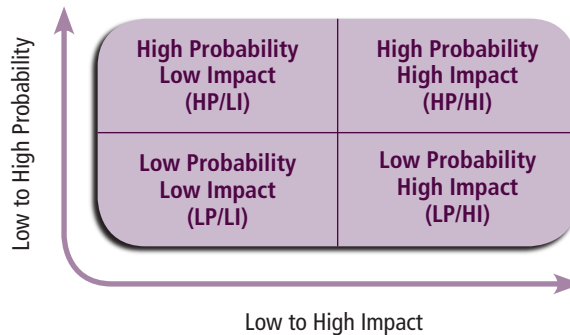 Low to High Probability
High Probability
Low Impact
(HP/LI)
High Probability
High Impact
(HP/HI)
Low Probability
Low Impact
(LP/LI)
Low Probability
High Impact
(LP/HI)
Low to High Impact